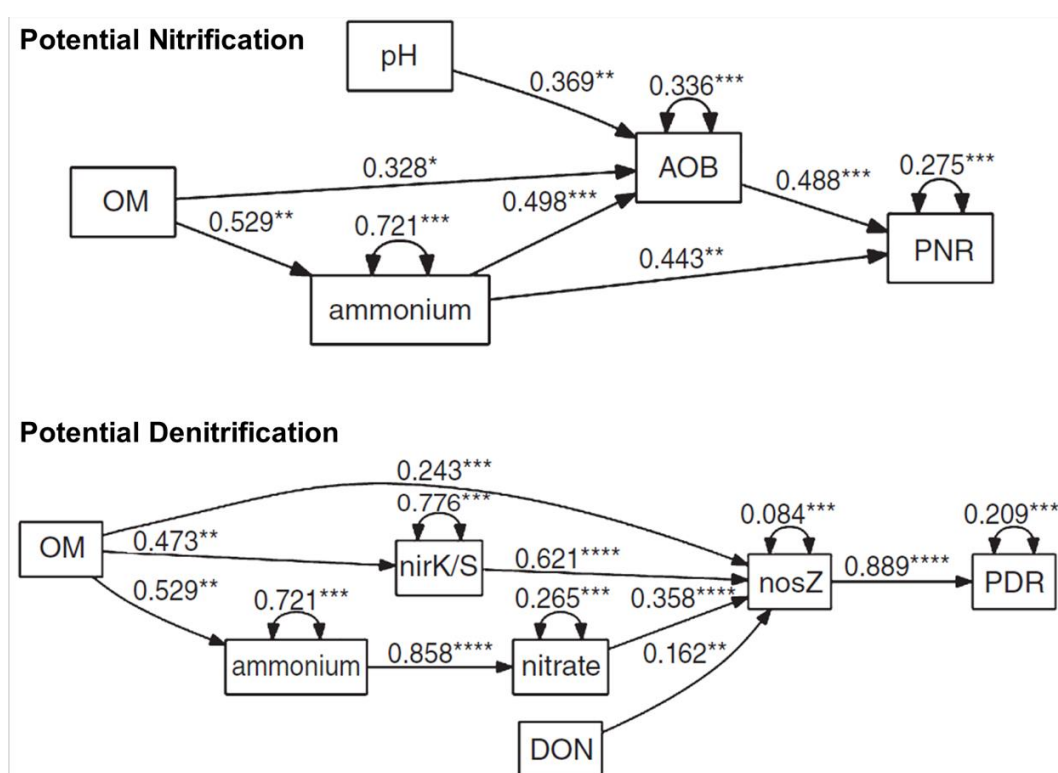 Potential Nitrification
pH
0.369**
0.336***
AOB
OM
0.328*
0.529**
0.721***
0.498***
0.488***
0.275***
PNR
0.443**
ammonium
Potential Denitrification
0.243***
0.776***
0.084***
0.209***
OM
0.473**
nirK/S
0.621****
nosZ
0.889****
PDR
0.529**
0.721***
0.265***
0.358****
ammonium
0.858****
nitrate
0.162**
DON